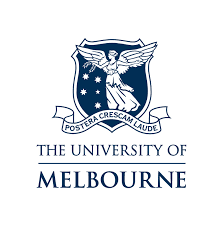 POSTERA CRESCAM LAUDE
THE UNIVERSITY OF
MELBOURNE